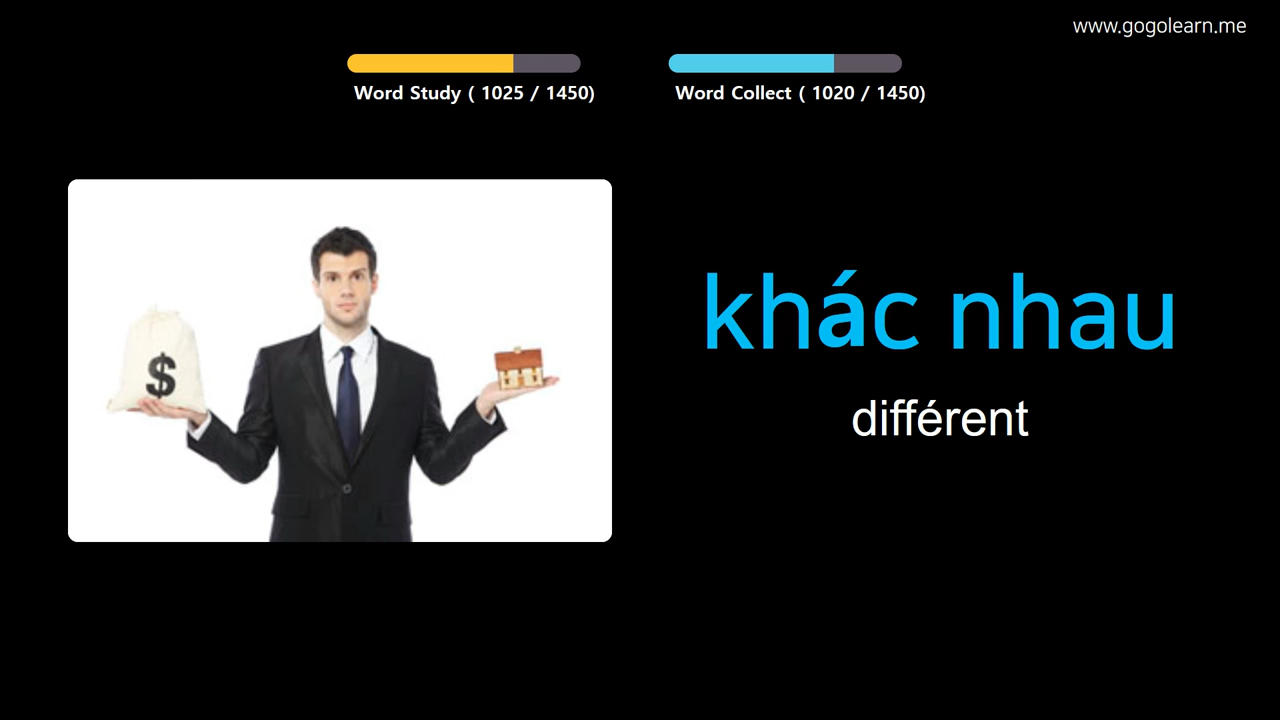 www.gogolearn.me
Word Study ( 1025 / 1450)
Word Collect ( 1020 / 1450)
$
khác nhau
différent